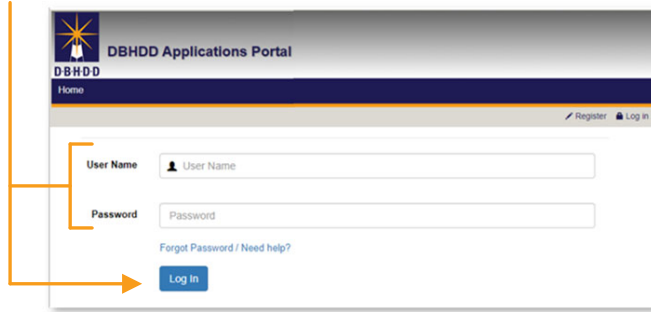 DBHDD Applications Portal
D·B·H·D·D
Home
Register Log in
User Name User Name
Password Password
Forgot Password / Need help?
Log In